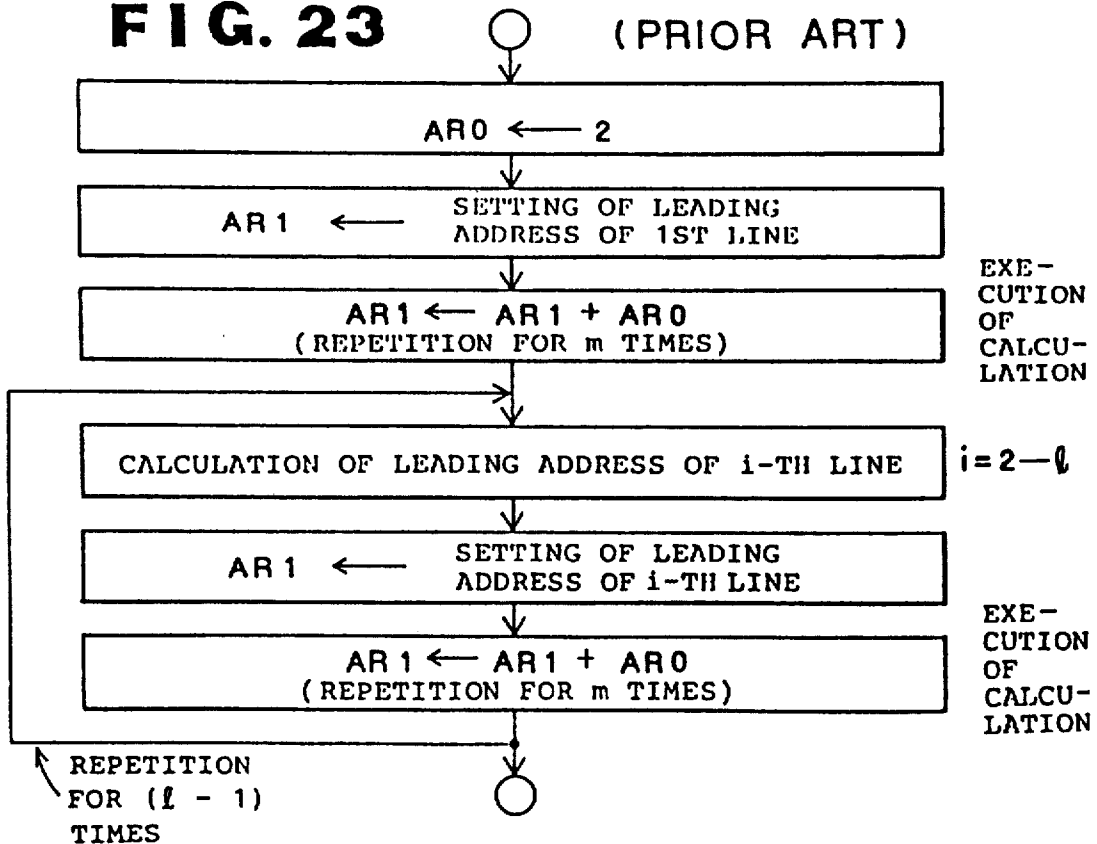 FIG. 23 (PRIOR ART)
AR0 ← 2
AR1 ← SETTING OF LEADING
ADDRESS OF 1ST LINE
AR1 ← AR1 + AR0
(REPETITION FOR m TIMES)
EXE-
CUTION
OF
CALCU-
LATION
CALCULATION OF LEADING ADDRESS OF i-TH LINE
i=2—ℓ
AR1 ← SETTING OF LEADING
ADDRESS OF i-TH LINE
AR1 ← AR1 + AR0
(REPETITION FOR m TIMES)
EXE-
CUTION
OF
CALCU-
LATION
REPETITION
FOR (ℓ - 1)
TIMES